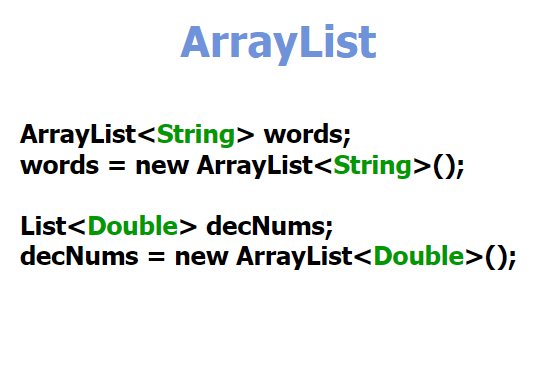 ArrayList
ArrayList<String> words;
words = new ArrayList<String>();
List<Double> decNums;
decNums = new ArrayList<Double>();